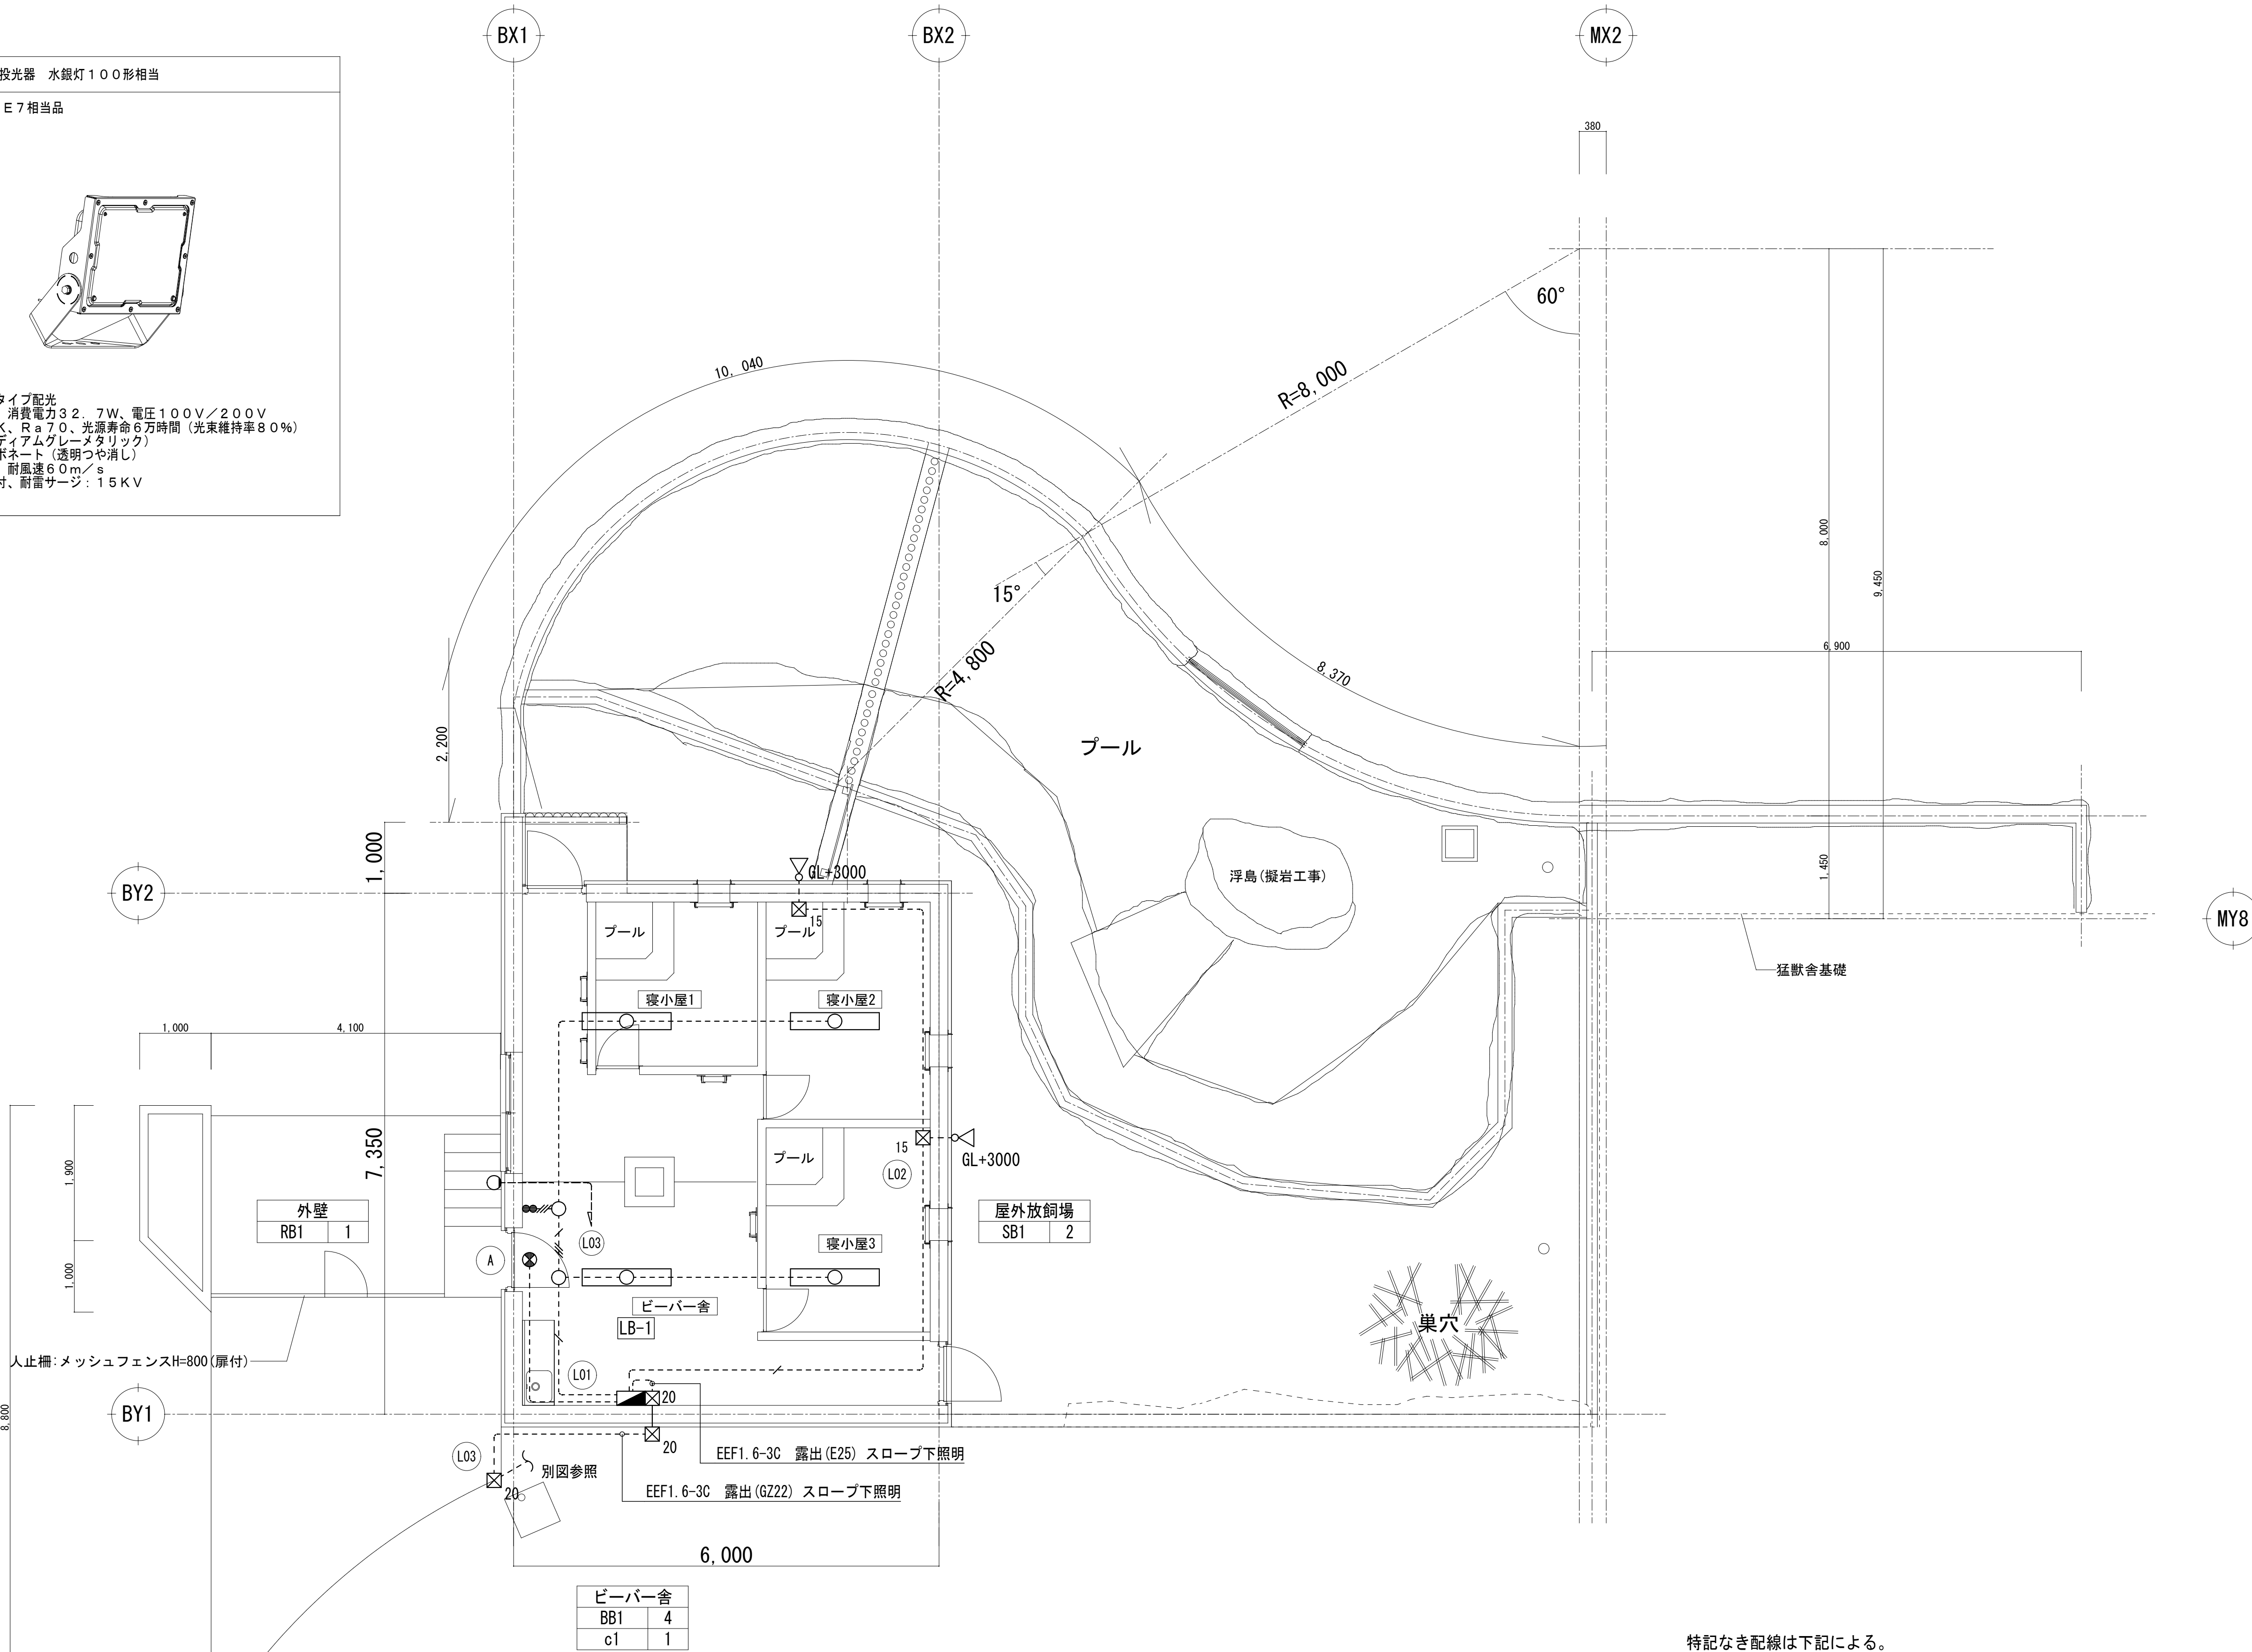 BX1
BX2
MX2
投光器　水銀灯１００形相当
Ｅ７相当品
タイプ配光
消費電力３２．７Ｗ、電圧１００Ｖ／２００Ｖ
Ｋ、Ｒａ７０、光源寿命６万時間（光束維持率８０％）
ディアムグレーメタリック）
ボネート（透明つや消し）
耐風速６０ｍ／ｓ
付、耐雷サージ：１５ＫＶ
380
60°
10,040
R=8,000
8,000
9,450
15°
R=4,800
8,370
6,900
2,200
プール
1,000
GL+3000
浮島(擬岩工事)
1,450
BY2
MY8
15
プール
プール
猛獣舎基礎
寝小屋1
寝小屋2
1,000
4,100
7,350
1,900
プール
15
GL+3000
L02
外壁
RB1 1
屋外放飼場
SB1 2
L03
寝小屋3
A
1,000
ビーバー舎
LB-1
巣穴
人止柵:メッシュフェンスH=800(扉付)
L01
20
BY1
8,800
20
EEF1.6-3C　露出(E25) スロープ下照明
L03
別図参照
20
EEF1.6-3C　露出(GZ22) スロープ下照明
6,000
ビーバー舎
BB1 4
c1 1
特記なき配線は下記による。